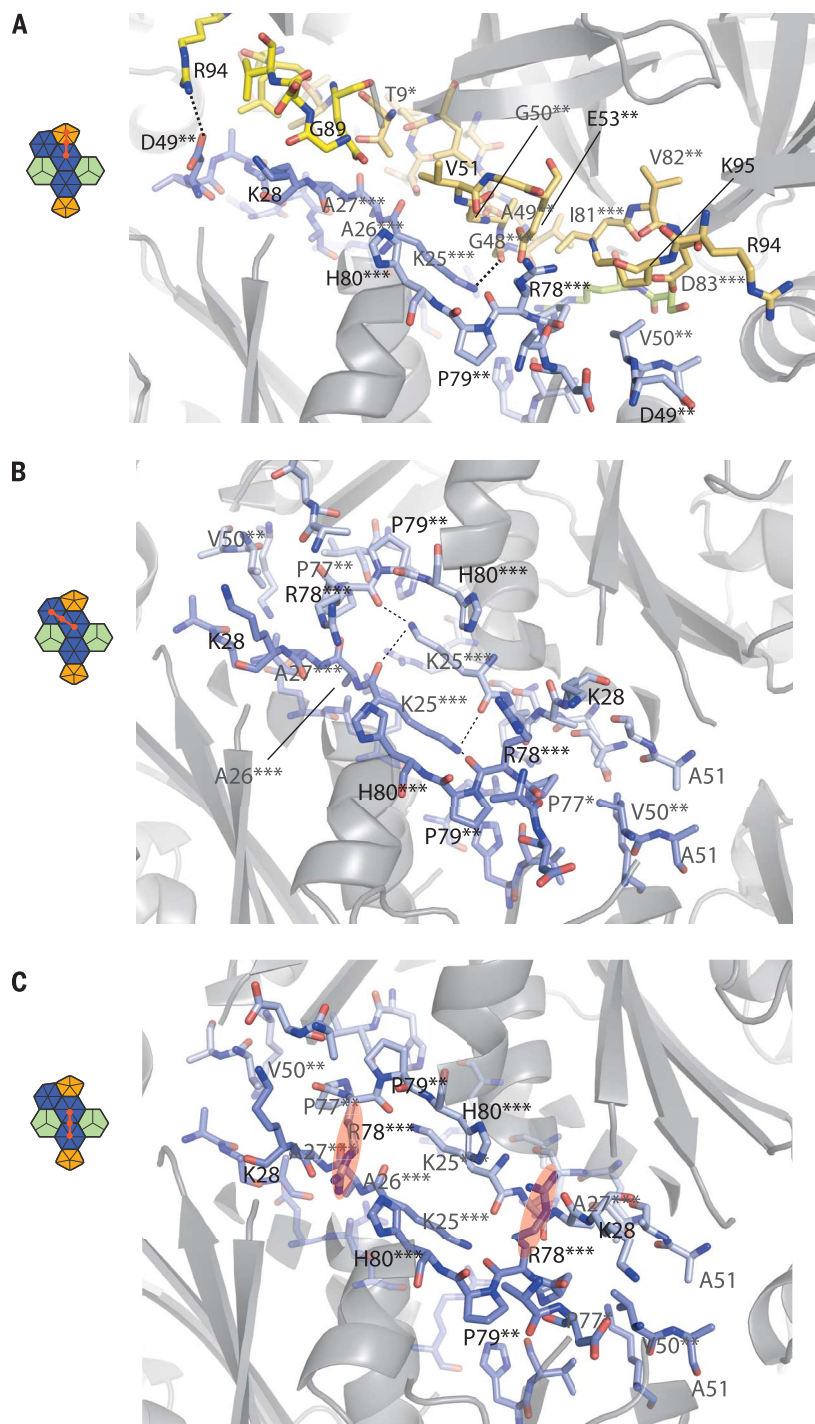 A
R94
T9*
G50**
E53**
D49**
G89
V51
V82**
K95
K28
A27***
A49**
I81***
A26***
G48***
K25***
R94
H80***
R78***
D83***
V50**
P79**
D49**
B
V50**
P79**
P77**
H80***
R78***
K28
K25***
A27***
K25***
K28
R78***
A26***
A51
H80***
P77*
V50**
P79**
A51
C
V50**
P79**
P77**
H80***
R78***
A27***
K25***
K28
A26***
A27***
K25***
K28
H80***
R78***
A51
P79**
P77*
V50**
A51